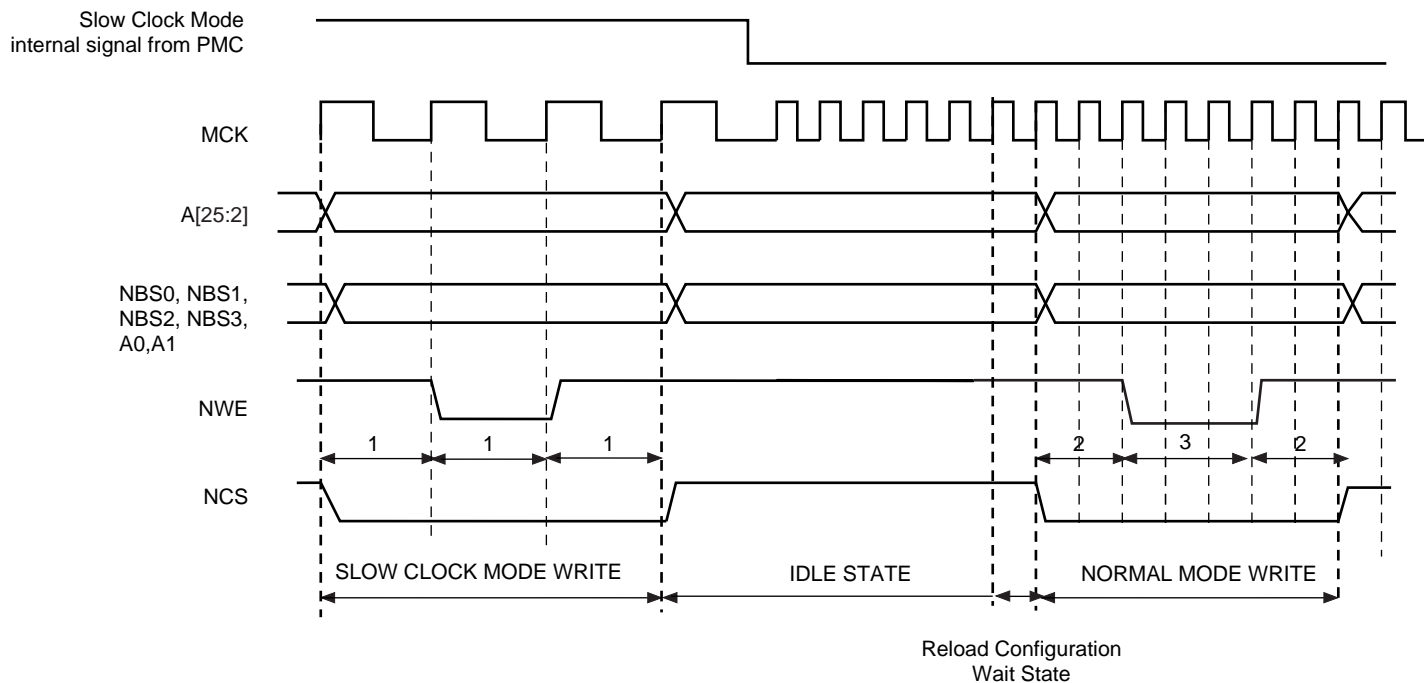 Slow Clock Mode
internal signal from PMC
MCK
A[25:2]
NBS0, NBS1,
NBS2, NBS3,
A0,A1
NWE
1 1 1 2 3 2
NCS
SLOW CLOCK MODE WRITE IDLE STATE NORMAL MODE WRITE
Reload Configuration
Wait State